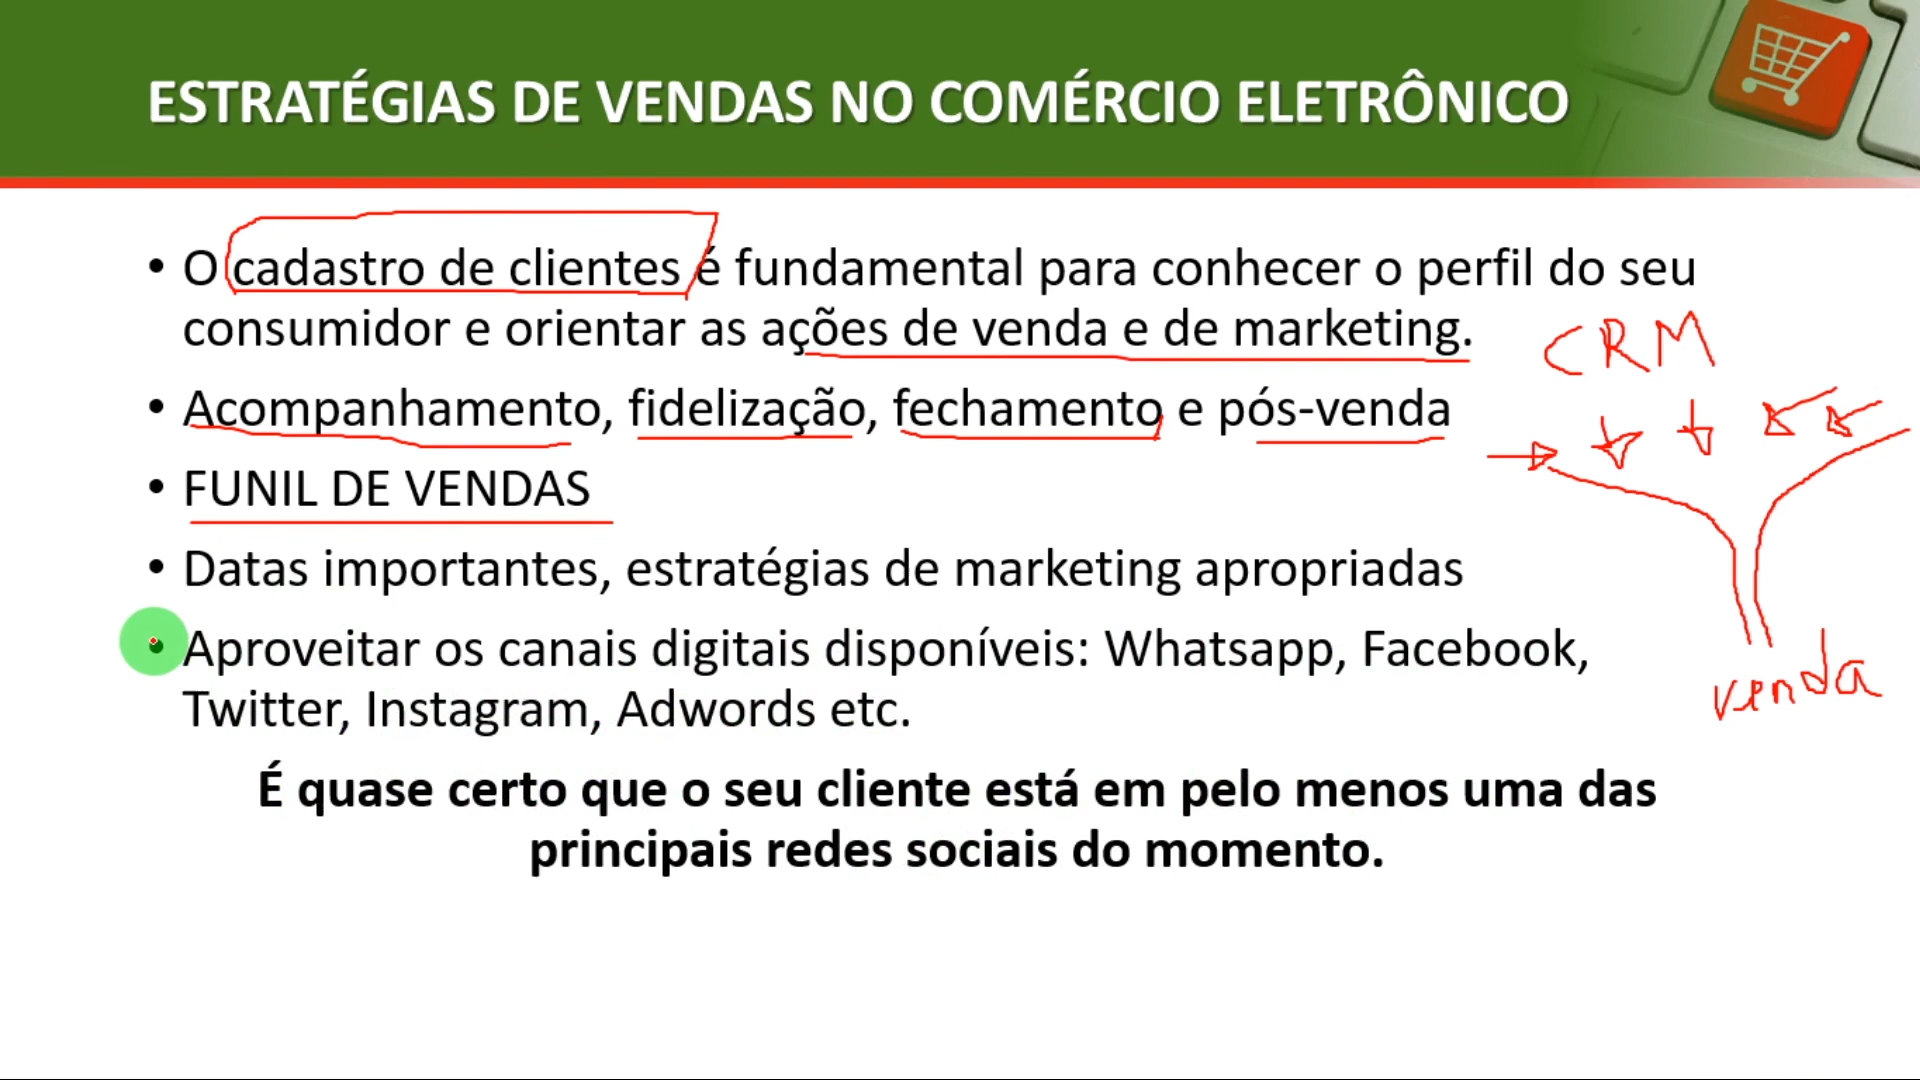 ESTRATÉGIAS DE VENDAS NO COMÉRCIO ELETRÔNICO
• O cadastro de clientes é fundamental para conhecer o perfil do seu
consumidor e orientar as ações de venda e de marketing.
CRM
• Acompanhamento, fidelização, fechamento e pós-venda
• FUNIL DE VENDAS
• Datas importantes, estratégias de marketing apropriadas
• Aproveitar os canais digitais disponíveis: Whatsapp, Facebook,
Twitter, Instagram, Adwords etc.
venda
É quase certo que o seu cliente está em pelo menos uma das
principais redes sociais do momento.